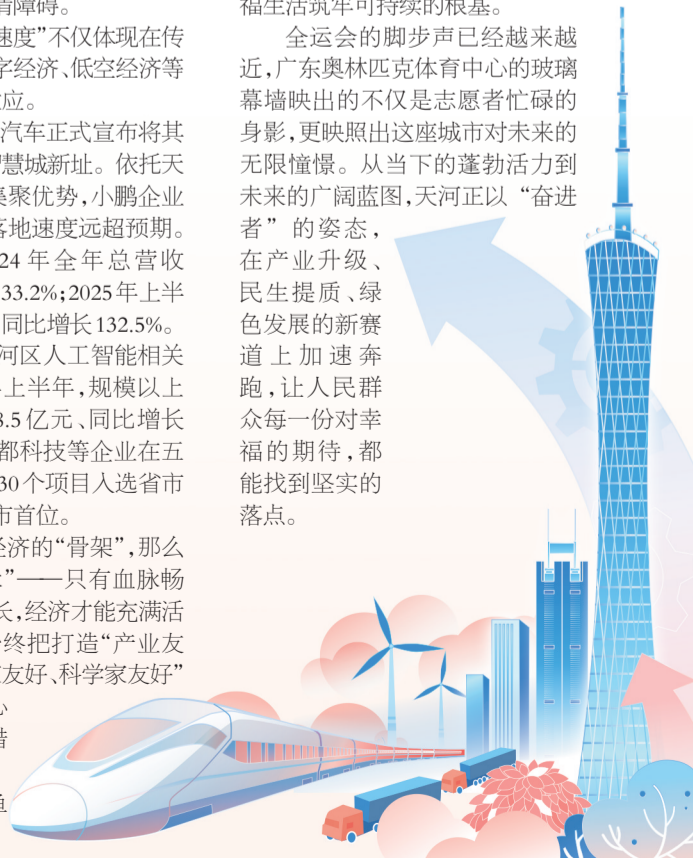 清障碍。
速度”不仅体现在传
字经济、低空经济等
应。
汽车正式宣布将其
慧城新址。依托天
集聚优势，小鹏企业
落地速度远超预期。
24年全年总营收
33.2%；2025年上半
同比增长132.5%。
河区人工智能相关
上半年，规模以上
8.5亿元、同比增长
都科技等企业在五
30个项目入选省市
市首位。
经济的“骨架”，那么
”——只有血脉畅
长，经济才能充满活
终把打造“产业友
友好、科学家友好”
心
措
福生活筑牢可持续的根基。
全运会的脚步声已经越来越
近，广东奥林匹克体育中心的玻璃
幕墙映出的不仅是志愿者忙碌的
身影，更映照出这座城市对未来的
无限憧憬。从当下的蓬勃活力到
未来的广阔蓝图，天河正以“奋进
者”的姿态，
在产业升级、
民生提质、绿
色发展的新赛
道上加速奔
跑，让人民群
众每一份对幸
福的期待，都
能找到坚实的
落点。